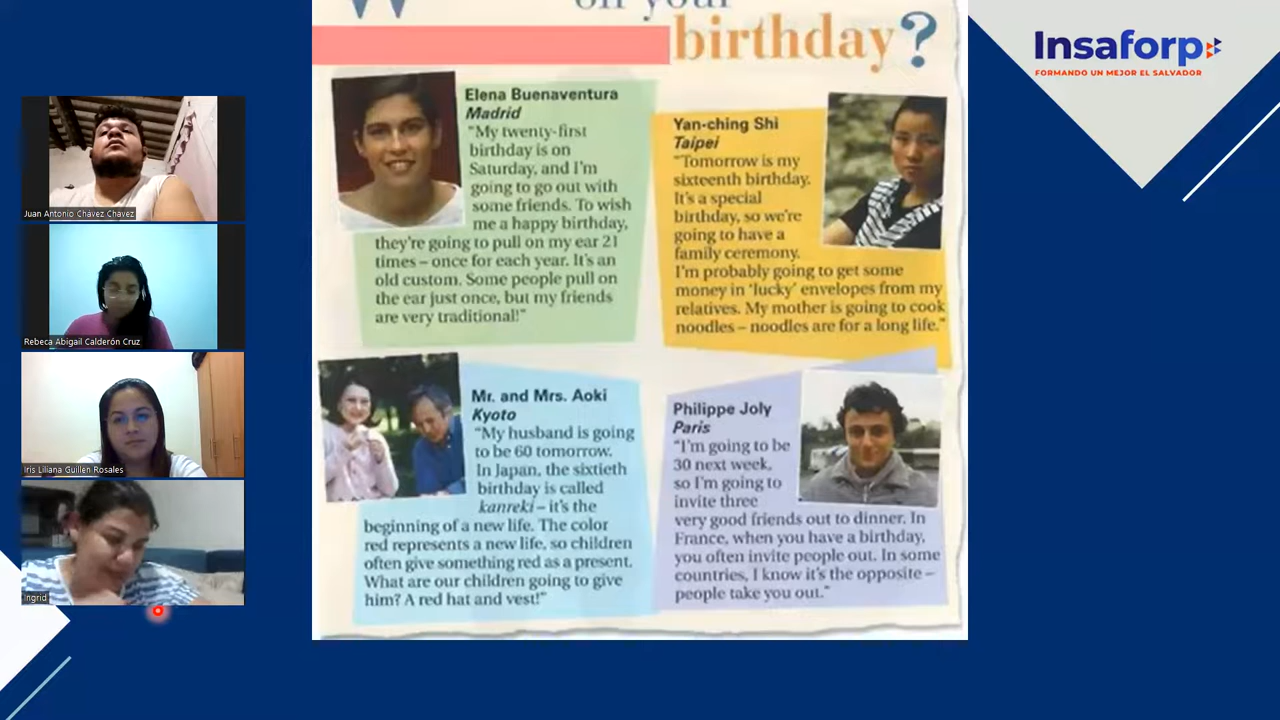 on your
birthday?
Elena Buenaventura
Madrid
"My twenty-first
birthday is on
Saturday, and I'm
going to go out with
some friends. To wish
me a happy birthday,
they're going to pull on my ear 21
times – once for each year. It's an
old custom. Some people pull on
the ear just once, but my friends
are very traditional!"
Yan-ching Shi
Taipei
"Tomorrow is my
sixteenth birthday.
It's a special
birthday, so we're
going to have a
family ceremony.
I'm probably going to get some
money in 'lucky' envelopes from my
relatives. My mother is going to cook
noodles – noodles are for a long life."
Mr. and Mrs. Aoki
Kyoto
"My husband is going
to be 60 tomorrow.
In Japan, the sixtieth
birthday is called
kanreki – it's the
beginning of a new life. The color
red represents a new life, so children
often give something red as a present.
What are our children going to give
him? A red hat and vest!"
Philippe Joly
Paris
"I'm going to be
30 next week,
so I'm going to
invite three
very good friends out to dinner. In
France, when you have a birthday,
you often invite people out. In some
countries, I know it's the opposite –
people take you out."
Insaforp
FORMANDO UN MEJOR EL SALVADOR
Juan Antonio Chávez Chavez
Rebeca Abigail Calderón Cruz
Iris Liliana Guillen Rosales
Ingrid